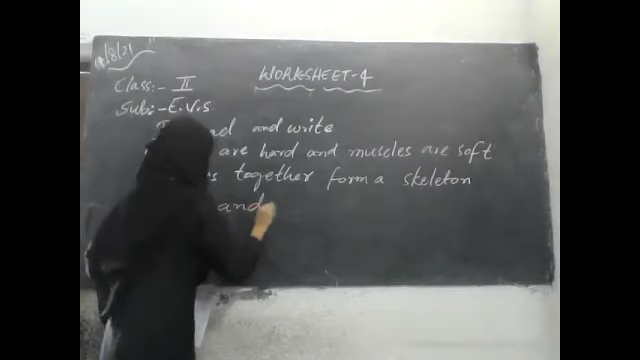 18/8/21
Class:- II
WORKSHEET-4
Sub:- E.V.S.
and write
are hard and muscles are soft
together form a skeleton
and